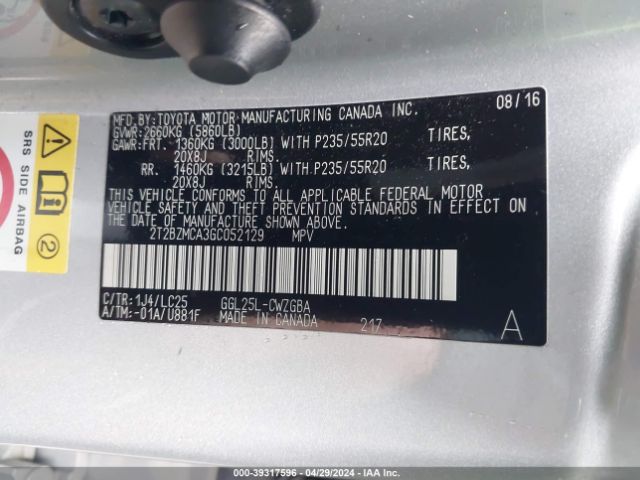 MFD.BY:TOYOTA MOTOR MANUFACTURING CANADA INC. 08/16
GVWR:2660KG (5860LB)
GAWR:FRT. 1360KG (3000LB) WITH P235/55R20 TIRES,
20X8J RIMS.
RR. 1460KG (3215LB) WITH P235/55R20 TIRES,
20X8J RIMS.
THIS VEHICLE CONFORMS TO ALL APPLICABLE FEDERAL MOTOR
VEHICLE SAFETY AND THEFT PREVENTION STANDARDS IN EFFECT
ON THE DATE OF MANUFACTURE SHOWN ABOVE.
2T2BZMCA3GC052129 MPV
C/TR:1J4/LC25 GGL25L-CWZGBA
A/TM:-01A/U881F MADE IN CANADA 217 A
SRS SIDE AIRBAG
2
000-39317596 - 04/29/2024 - IAA Inc.